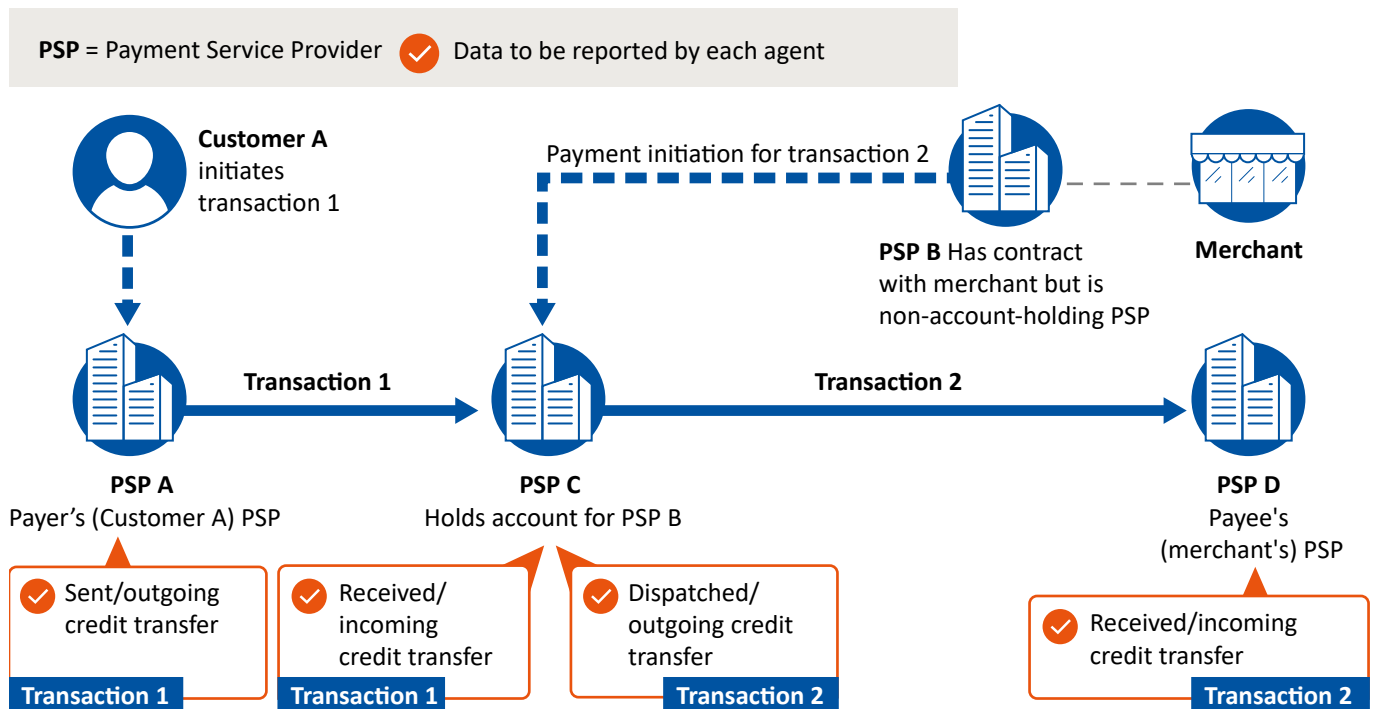 PSP = Payment Service Provider
Data to be reported by each agent
Customer A
initiates
transaction 1
Payment initiation for transaction 2
PSP B Has contract
with merchant but is
non-account-holding PSP
Merchant
Transaction 1
Transaction 2
PSP A
Payer’s (Customer A) PSP
PSP C
Holds account for PSP B
PSP D
Payee's
(merchant's) PSP
Sent/outgoing
credit transfer
Transaction 1
Received/
incoming
credit transfer
Transaction 1
Dispatched/
outgoing credit
transfer
Transaction 2
Received/incoming
credit transfer
Transaction 2